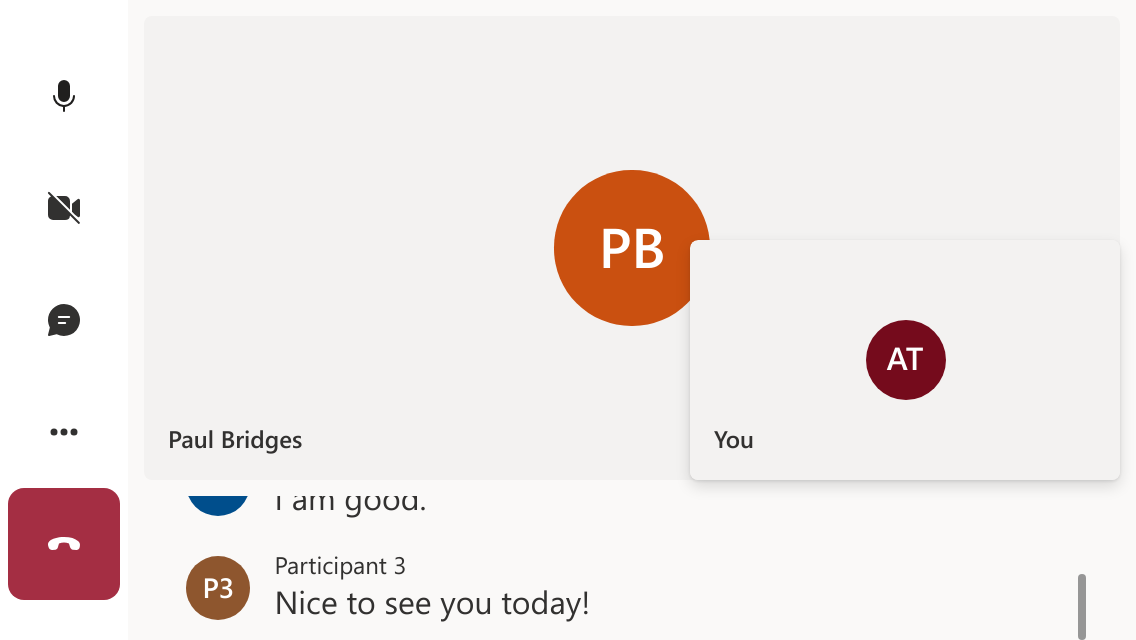 PB
AT
Paul Bridges
You
I am good.
Participant 3
P3
Nice to see you today!